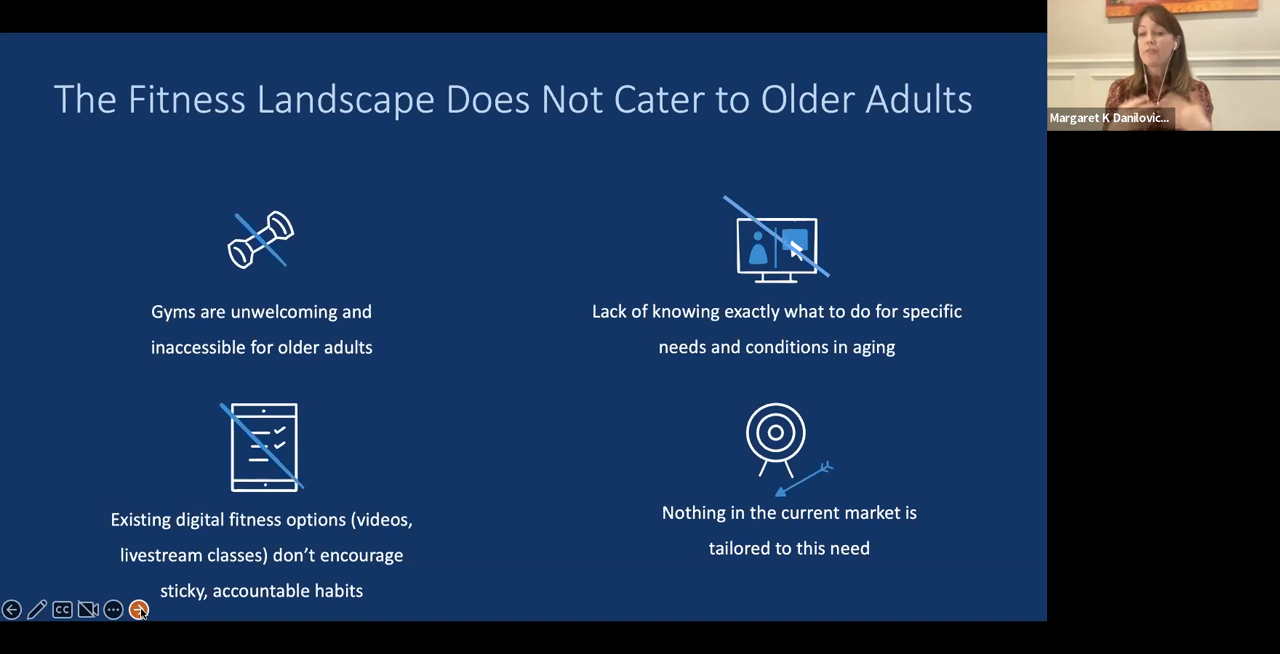 The Fitness Landscape Does Not Cater to Older Adults
Margaret K Danilovic...
Gyms are unwelcoming and
inaccessible for older adults
Lack of knowing exactly what to do for specific
needs and conditions in aging
Existing digital fitness options (videos,
livestream classes) don’t encourage
sticky, accountable habits
Nothing in the current market is
tailored to this need
CC